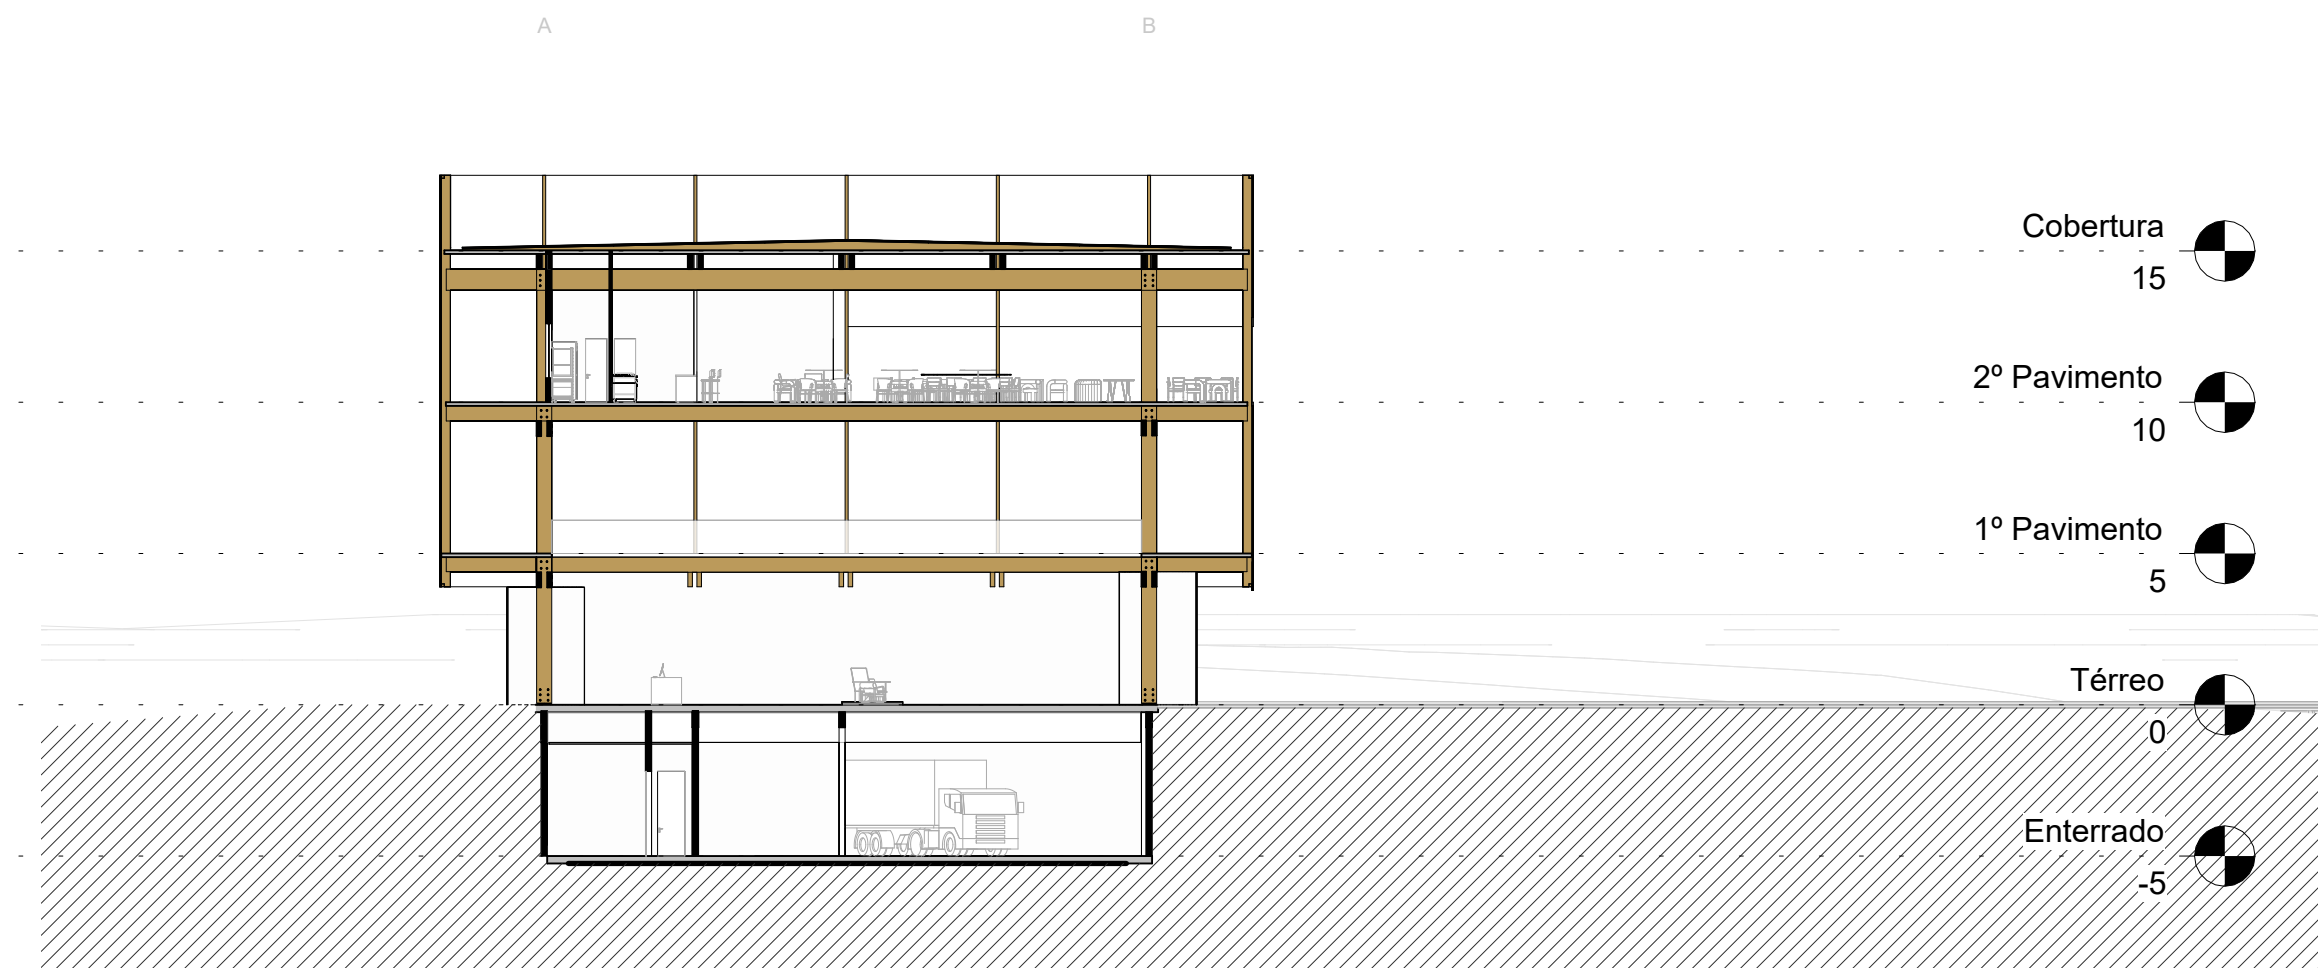 A B
Cobertura
15
2º Pavimento
10
1º Pavimento
5
Térreo
0
Enterrado
-5